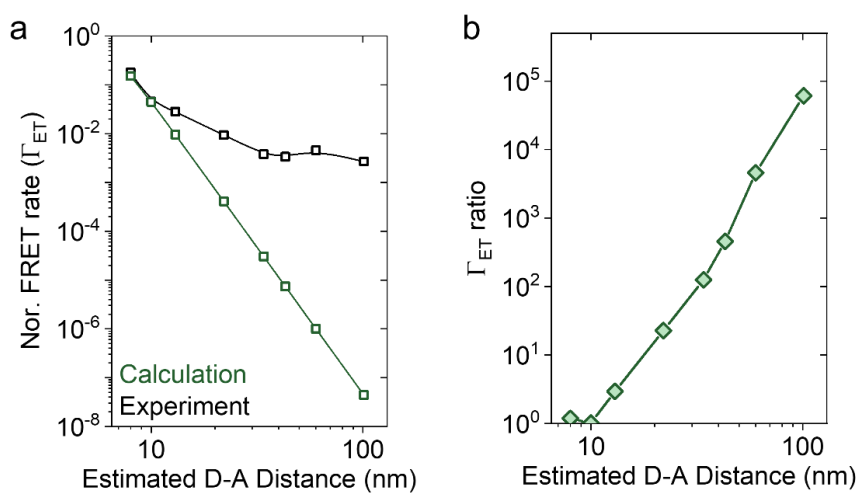 a
Nor. FRET rate (Γ_ET)
10^0
10^-2
10^-4
10^-6
10^-8
Calculation
Experiment
10
100
Estimated D-A Distance (nm)
b
Γ_ET ratio
10^5
10^4
10^3
10^2
10^1
10^0
10
100
Estimated D-A Distance (nm)